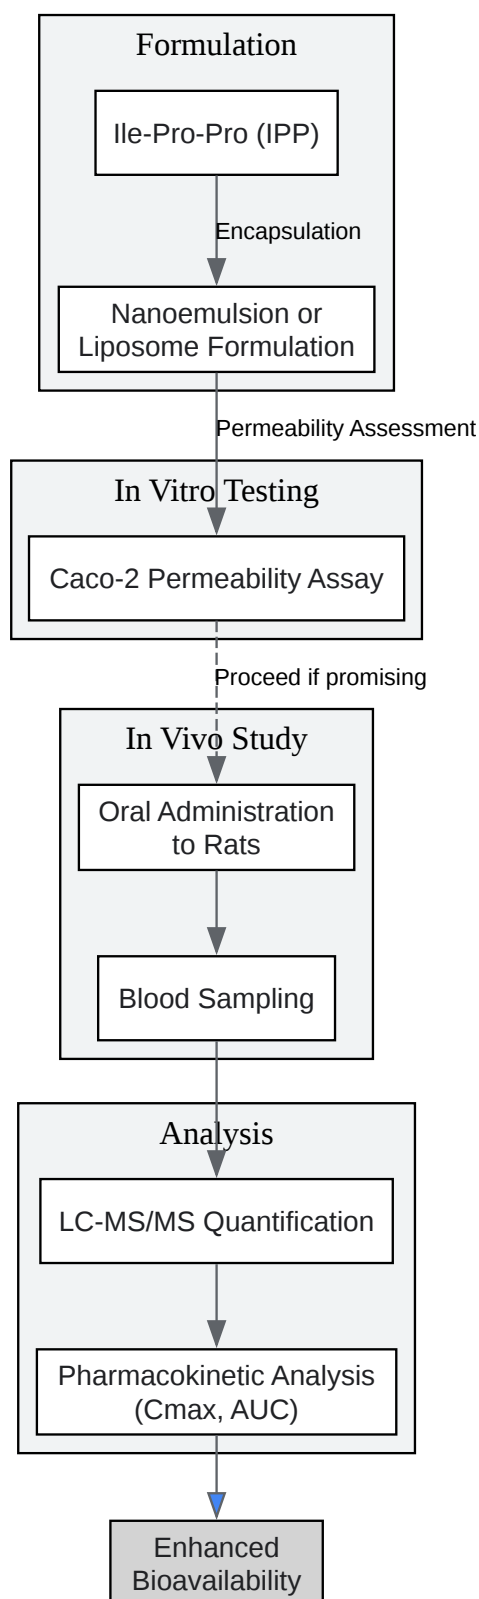 Formulation
Ile-Pro-Pro (IPP)
Encapsulation
Nanoemulsion or
Liposome Formulation
Permeability Assessment
In Vitro Testing
Caco-2 Permeability Assay
Proceed if promising
In Vivo Study
Oral Administration
to Rats
Blood Sampling
Analysis
LC-MS/MS Quantification
Pharmacokinetic Analysis
(Cmax, AUC)
Enhanced
Bioavailability